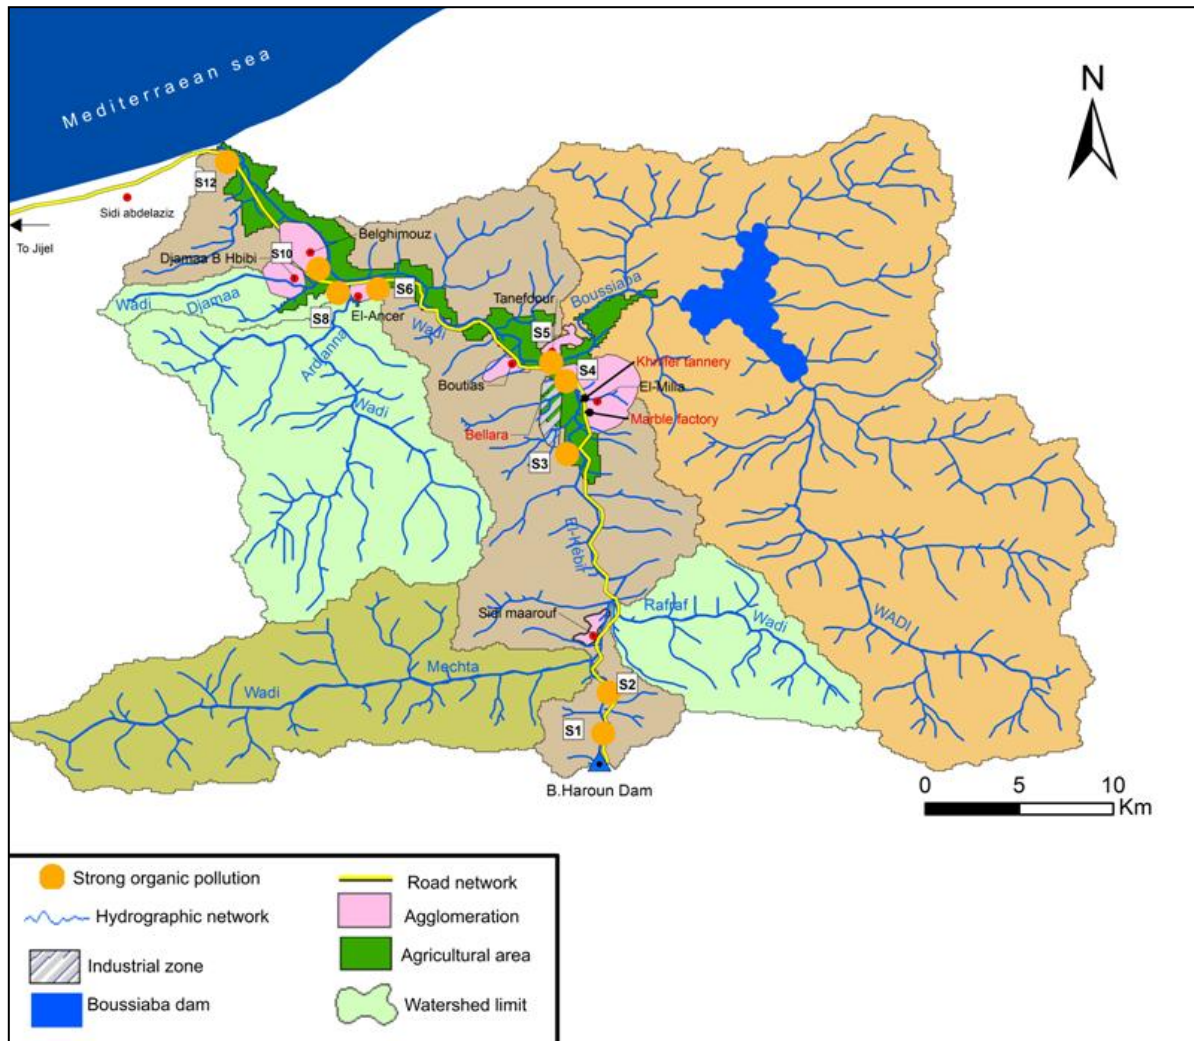 Mediterraean sea
N
S12
Sidi abdelaziz
To Jijel
Belghimouz
S10
Djamaa B Hbibi
Wadi
Djamaa
S8
El-Ancer
S6
Ardjanna
Wadi
Wadi
Tanefdour
Boussiaba
S5
S4
Boutias
Khnifer tannery
El-Milia
Marble factory
Bellara
S3
El-Kébir
Sidi maarouf
Rafraf
Wadi
WADI
Mechta
Wadi
S2
S1
B.Haroun Dam
0 5 10
Km
Strong organic pollution
Hydrographic network
Industrial zone
Boussiaba dam
Road network
Agglomeration
Agricultural area
Watershed limit